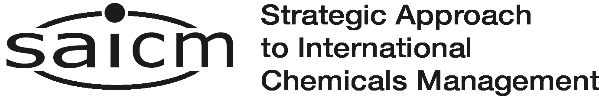 saicm
Strategic Approach
to International
Chemicals Management